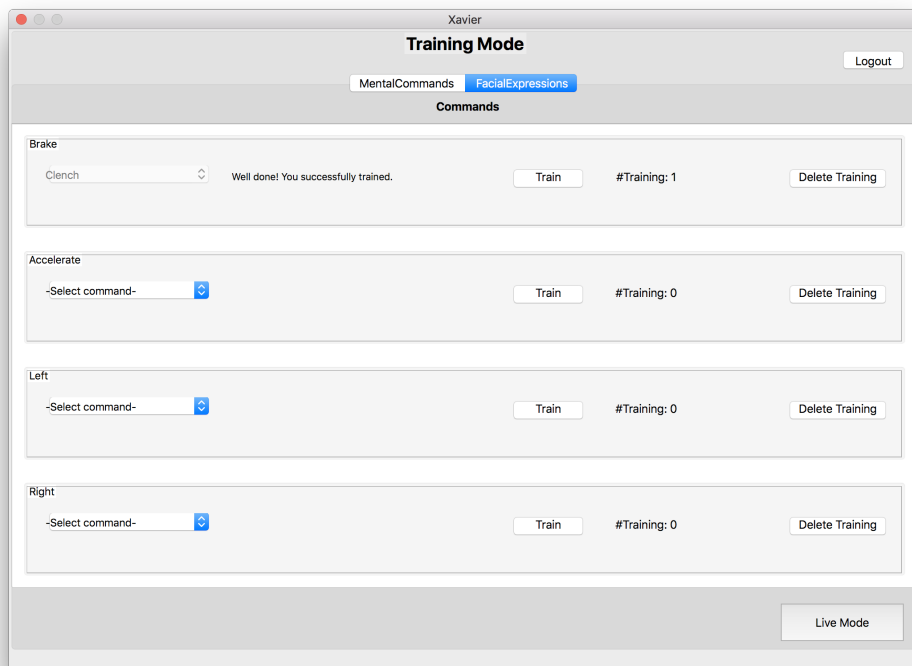 Xavier
Training Mode
Logout
MentalCommands FacialExpressions
Commands
Brake
Clench Well done! You successfully trained. Train #Training: 1 Delete Training
Accelerate
-Select command- Train #Training: 0 Delete Training
Left
-Select command- Train #Training: 0 Delete Training
Right
-Select command- Train #Training: 0 Delete Training
Live Mode